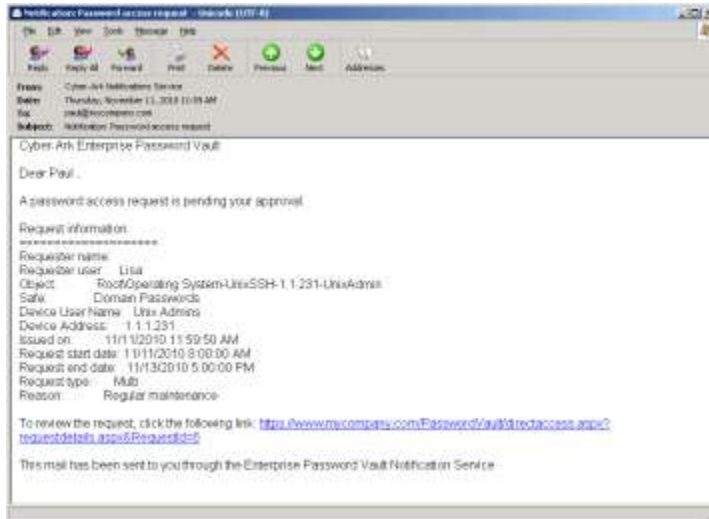 Notification: Password access request - Unicode (UTF-8)
File Edit View Tools Message Help
Reply Reply All Forward Print Delete Previous Next Addresses
From: Cyber-Ark Notifications Service
Date: Thursday, November 11, 2010 11:59 AM
To: paul@mycompany.com
Subject: Notification: Password access request
Cyber-Ark Enterprise Password Vault
Dear Paul ,
A password access request is pending your approval.
Request information:
====================
Requester name:
Requester user: Lisa
Object: Root\Operating System-UnixSSH-1.1.231-UnixAdmin
Safe: Domain Passwords
Device User Name: Unix Admins
Device Address: 1.1.1.231
Issued on: 11/11/2010 11:59:50 AM
Request start date: 11/11/2010 8:00:00 AM
Request end date: 11/13/2010 5:00:00 PM
Request type: Multi
Reason: Regular maintenance
To review the request, click the following link: https://www.mycompany.com/PasswordVault/directaccess.aspx?
requestdetails.aspx&RequestId=5
This mail has been sent to you through the Enterprise Password Vault Notification Service